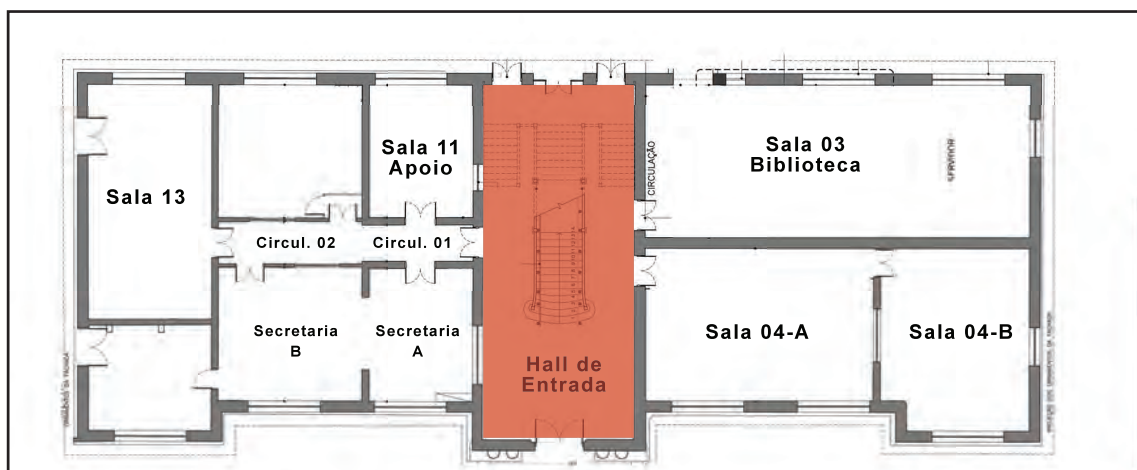 Sala 11
Apoio
Sala 03
Biblioteca
CIRCULAÇÃO
Sala 13
Circul. 02
Circul. 01
Secretaria
B
Secretaria
A
Sala 04-A
Sala 04-B
Hall de
Entrada